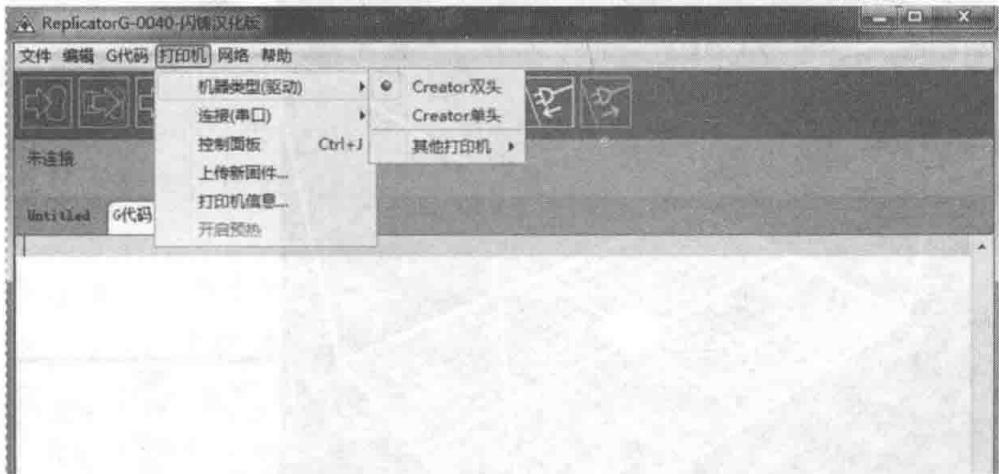 ReplicatorG-0040-闪铸汉化版
文件 编辑 G代码 打印机 网络 帮助
机器类型(驱动)
Creator双头
连接(串口)
Creator单头
控制面板 Ctrl+J
其他打印机
未连接
上传新固件...
打印机信息...
Untitled G代码
开启预热